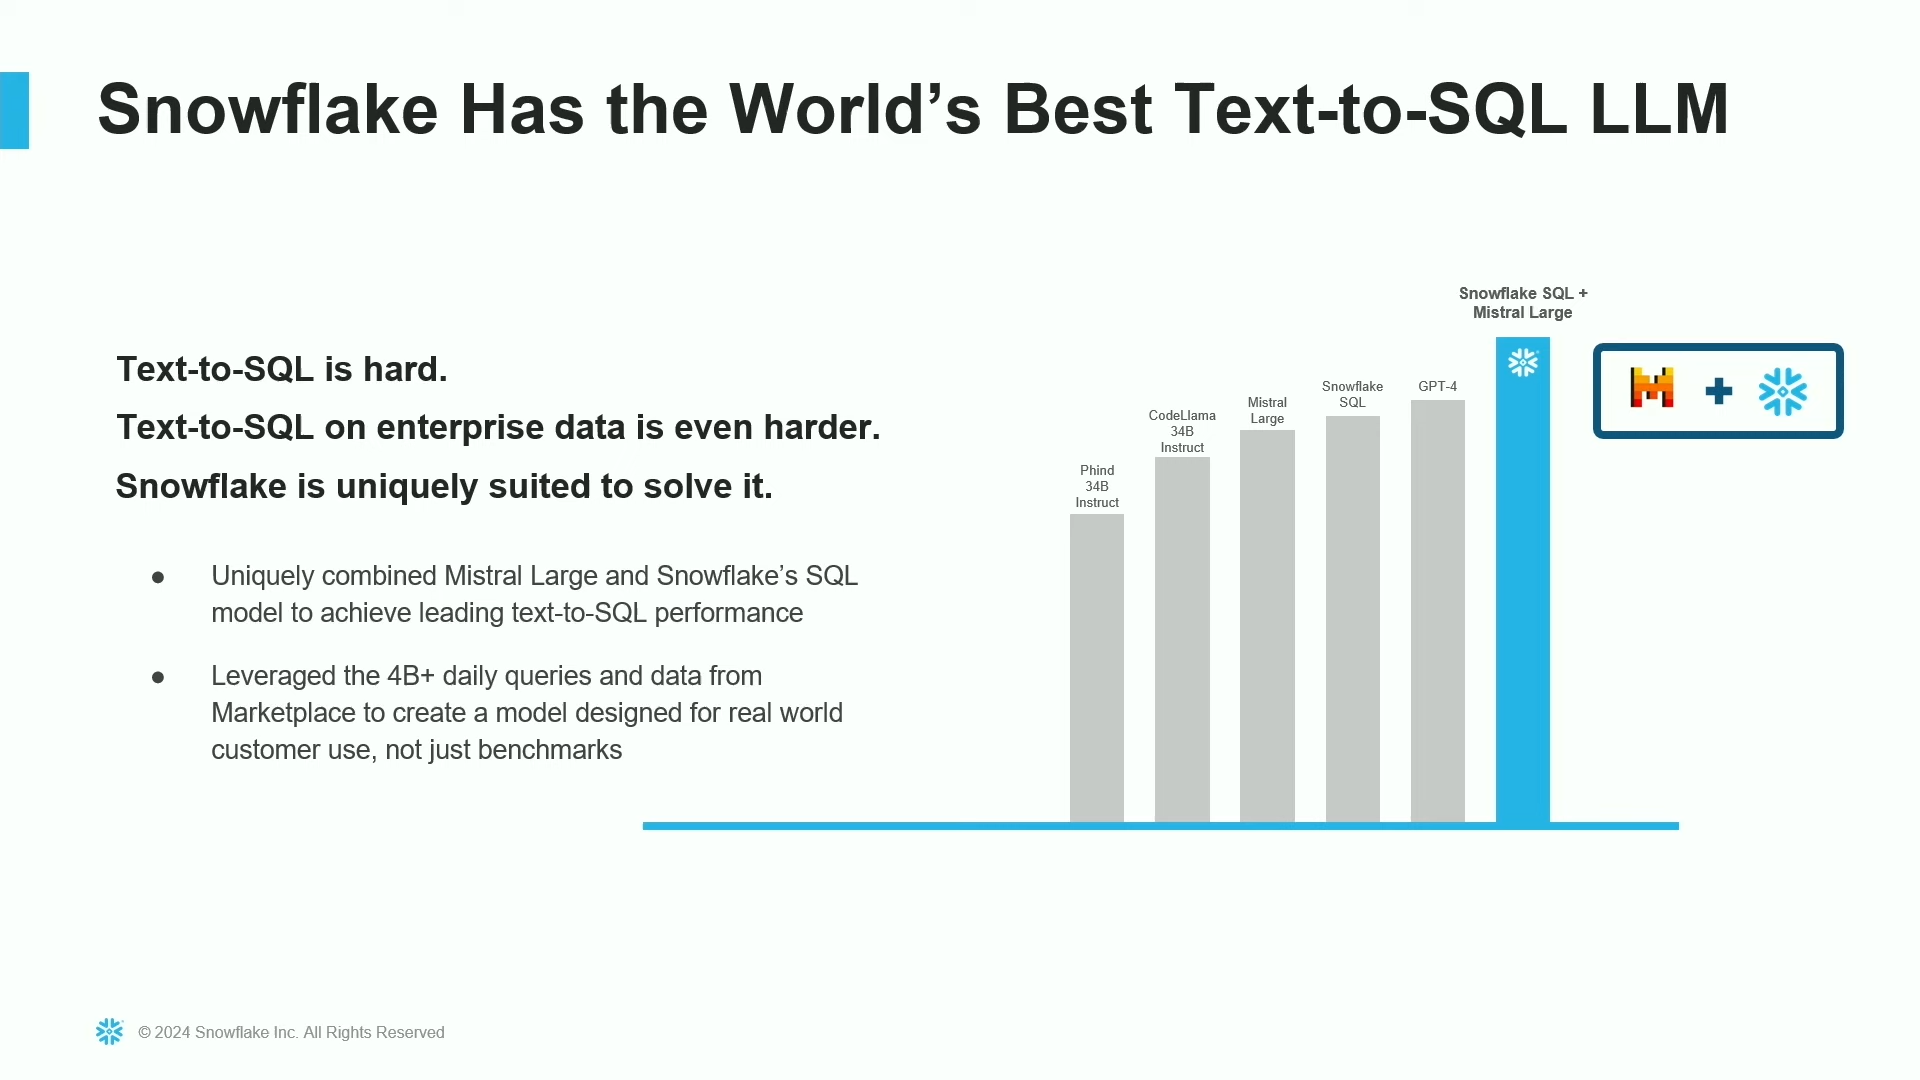 Snowflake Has the World’s Best Text-to-SQL LLM
Text-to-SQL is hard.
Text-to-SQL on enterprise data is even harder.
Snowflake is uniquely suited to solve it.
● Uniquely combined Mistral Large and Snowflake’s SQL
model to achieve leading text-to-SQL performance
● Leveraged the 4B+ daily queries and data from
Marketplace to create a model designed for real world
customer use, not just benchmarks
Phind
34B
Instruct
CodeLlama
34B
Instruct
Mistral
Large
Snowflake
SQL
GPT-4
Snowflake SQL +
Mistral Large
© 2024 Snowflake Inc. All Rights Reserved